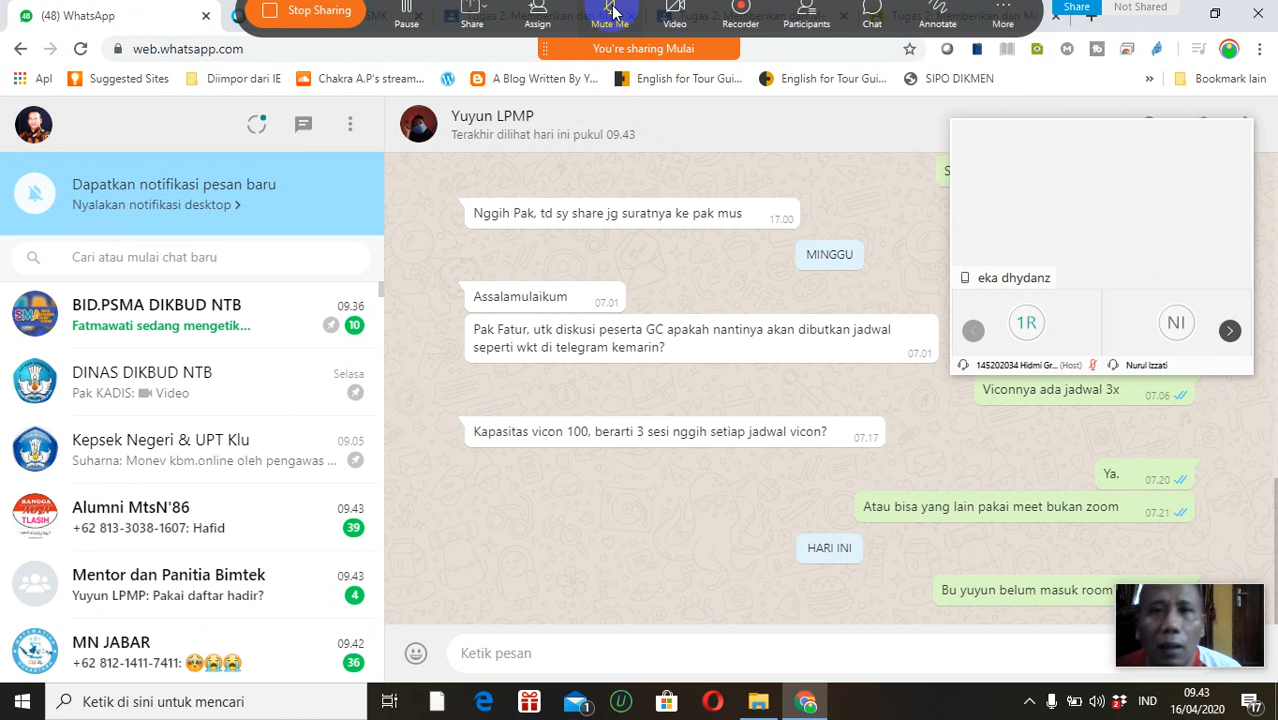 (48) WhatsApp
Stop Sharing
Pause
Share
Assign
Mute Me
Video
Recorder
Participants
Chat
Annotate
More
Share
Not Shared
Tugas 2: Memberikan dan
web.whatsapp.com
You're sharing Mulai
Apl
Suggested Sites
Diimpor dari IE
Chakra A.P's stream...
A Blog Written By Y...
English for Tour Gui...
English for Tour Gui...
SIPO DIKMEN
Bookmark lain
Yuyun LPMP
Terakhir dilihat hari ini pukul 09.43
Dapatkan notifikasi pesan baru
Nyalakan notifikasi desktop
Cari atau mulai chat baru
BID.PSMA DIKBUD NTB 09.36
Fatmawati sedang mengetik... 10
DINAS DIKBUD NTB Selasa
Pak KADIS: Video
Kepsek Negeri & UPT Klu 09.05
Suharna: Monev kbm.online oleh pengawas ...
Alumni MtsN'86 09.43
+62 813-3038-1607: Hafid 39
Mentor dan Panitia Bimtek 09.43
Yuyun LPMP: Pakai daftar hadir? 4
MN JABAR 09.42
+62 812-1411-7411: 🥺😭😭 36
Nggih Pak, td sy share jg suratnya ke pak mus 17.00
MINGGU
Assalamulaikum 07.01
Pak Fatur, utk diskusi peserta GC apakah nantinya akan dibutkan jadwal
seperti wkt di telegram kemarin? 07.01
Viconnya ada jadwal 3x 07.06
Kapasitas vicon 100, berarti 3 sesi nggih setiap jadwal vicon? 07.17
Ya. 07.20
Atau bisa yang lain pakai meet bukan zoom 07.21
HARI INI
Bu yuyun belum masuk room
Ketik pesan
eka dhydanz
1R
NI
145202034 Hidmi Gr... (Host)
Nurul Izzati
Ketik di sini untuk mencari
1
2
IND
09.43
16/04/2020
17